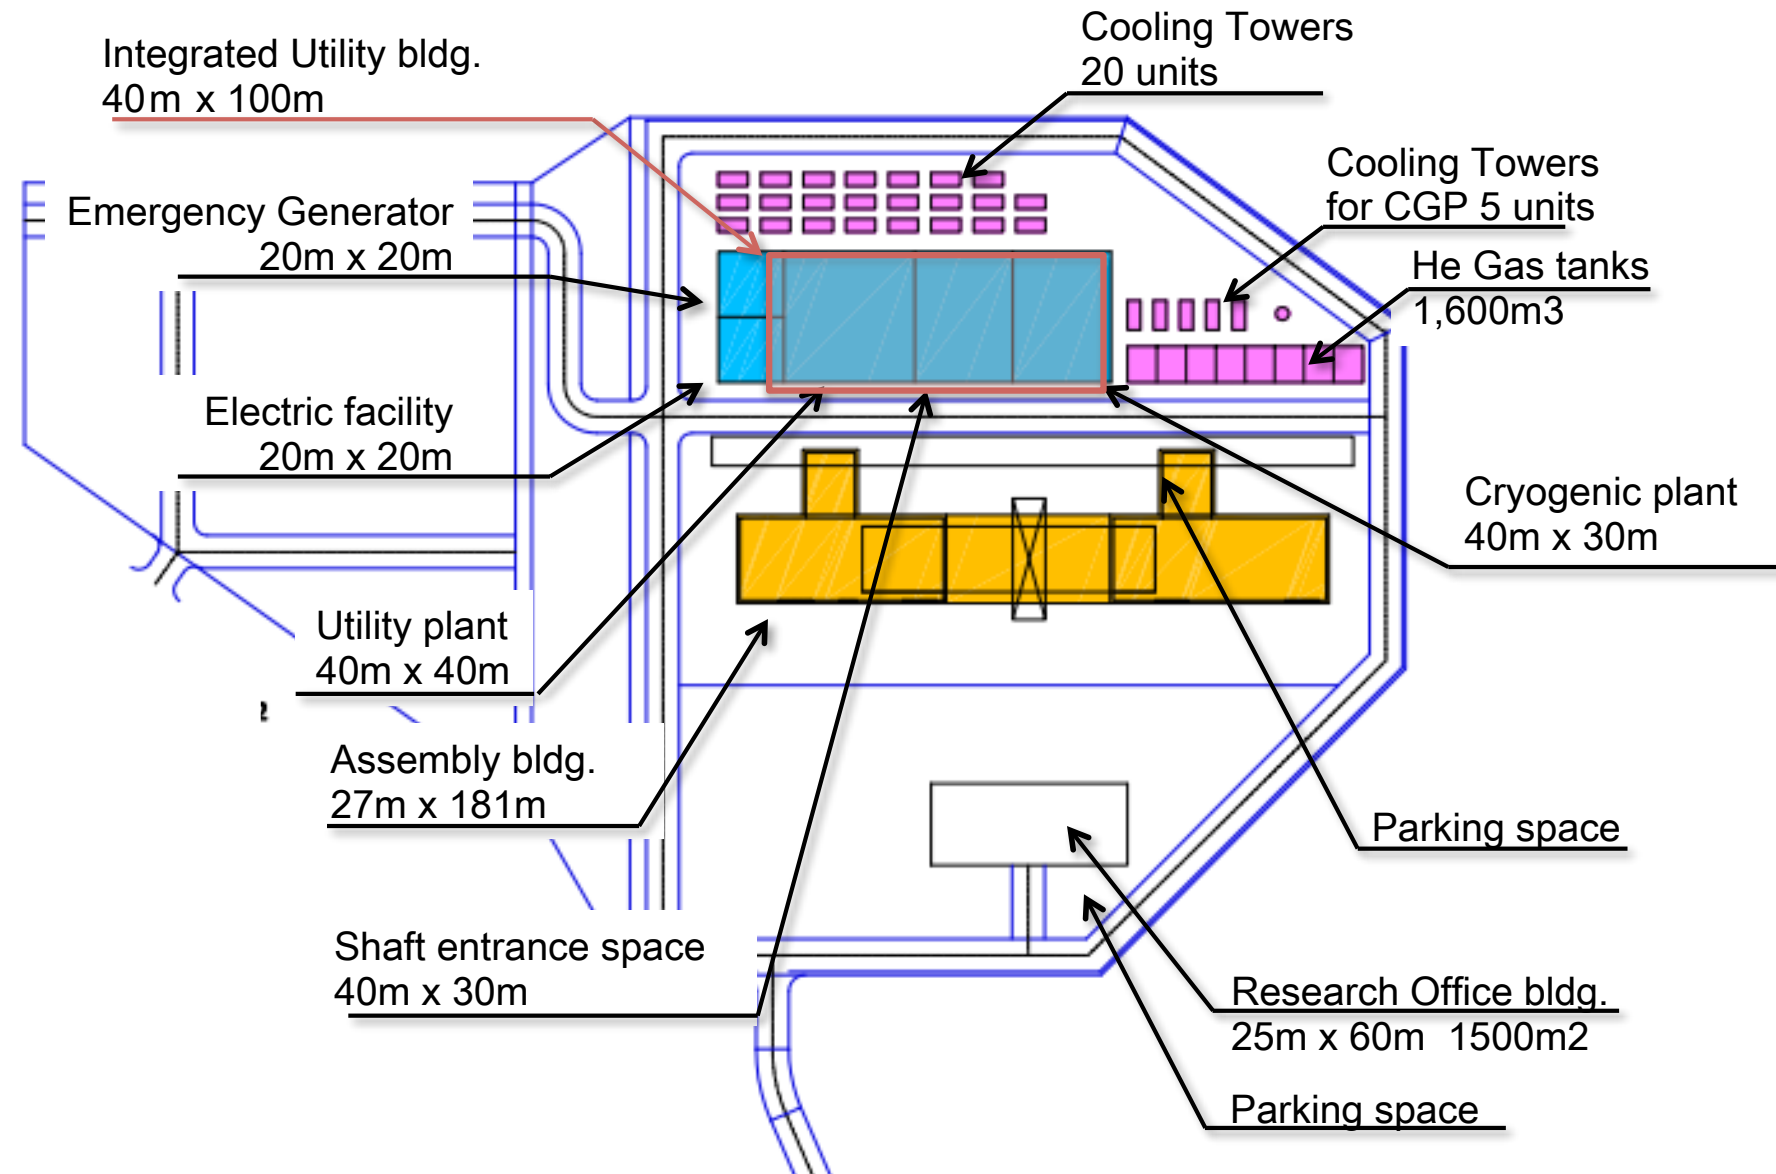 Cooling Towers
20 units
Integrated Utility bldg.
40m x 100m
Cooling Towers
for CGP 5 units
Emergency Generator
20m x 20m
He Gas tanks
1,600m3
Electric facility
20m x 20m
Cryogenic plant
40m x 30m
Utility plant
40m x 40m
2
Assembly bldg.
27m x 181m
Parking space
Shaft entrance space
40m x 30m
Research Office bldg.
25m x 60m 1500m2
Parking space